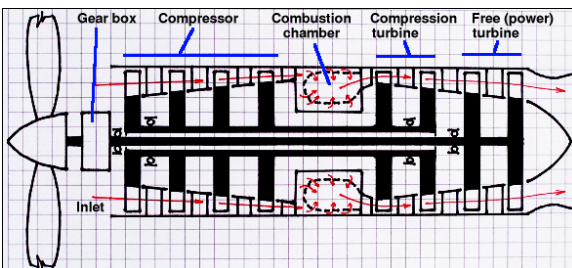 Gear box
Compressor
Combustion
chamber
Compression
turbine
Free (power)
turbine
Inlet